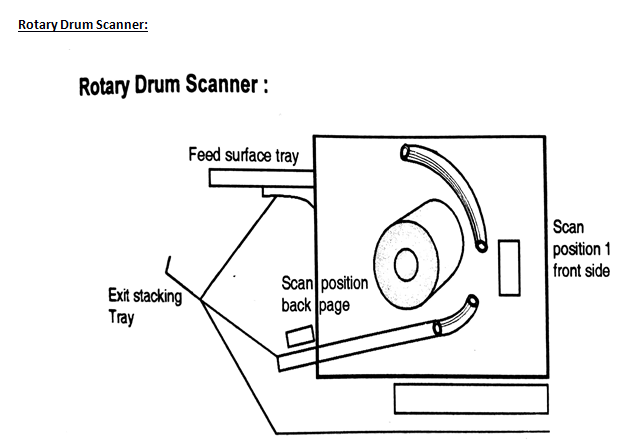 Rotary Drum Scanner:
Rotary Drum Scanner :
Feed surface tray
Scan
position 1
front side
Scan position
back page
Exit stacking
Tray